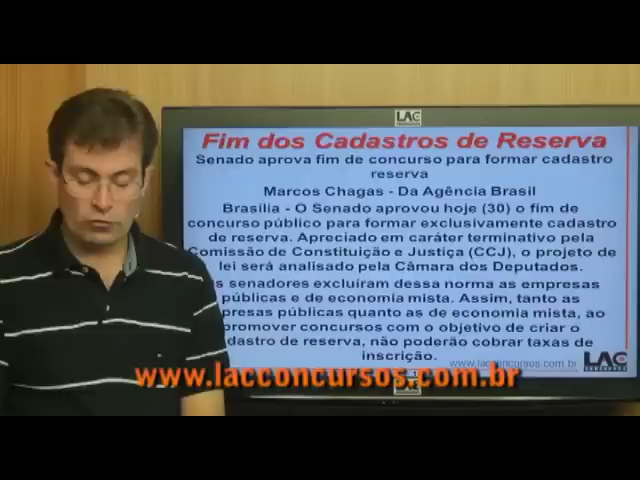 LAC
Fim dos Cadastros de Reserva
Senado aprova fim de concurso para formar cadastro
reserva
Marcos Chagas - Da Agência Brasil
Brasília - O Senado aprovou hoje (30) o fim de
concurso público para formar exclusivamente cadastro
de reserva. Apreciado em caráter terminativo pela
Comissão de Constituição e Justiça (CCJ), o projeto de
lei será analisado pela Câmara dos Deputados.
s senadores excluíram dessa norma as empresas
públicas e de economia mista. Assim, tanto as
presas públicas quanto as de economia mista, ao
promover concursos com o objetivo de criar o
dastro de reserva, não poderão cobrar taxas de
inscrição.
www.lacconcursos.com.br
LAC
CONCURSOS
www.lacconcursos.com.br